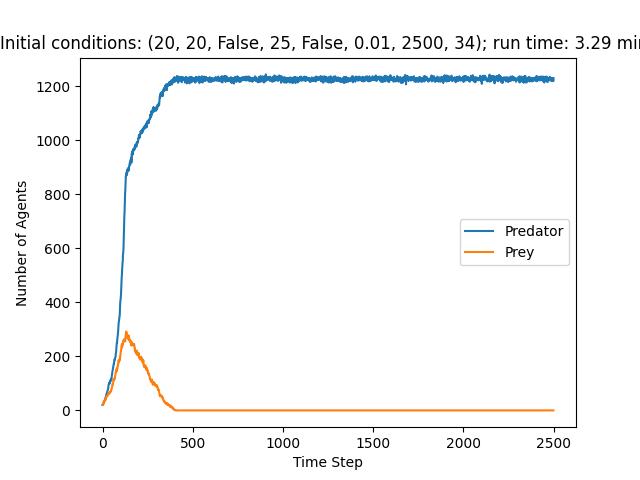 Initial conditions: (20, 20, False, 25, False, 0.01, 2500, 34); run time: 3.29 min
1200
1000
800
600
400
200
0
Number of Agents
Predator
Prey
0 500 1000 1500 2000 2500
Time Step